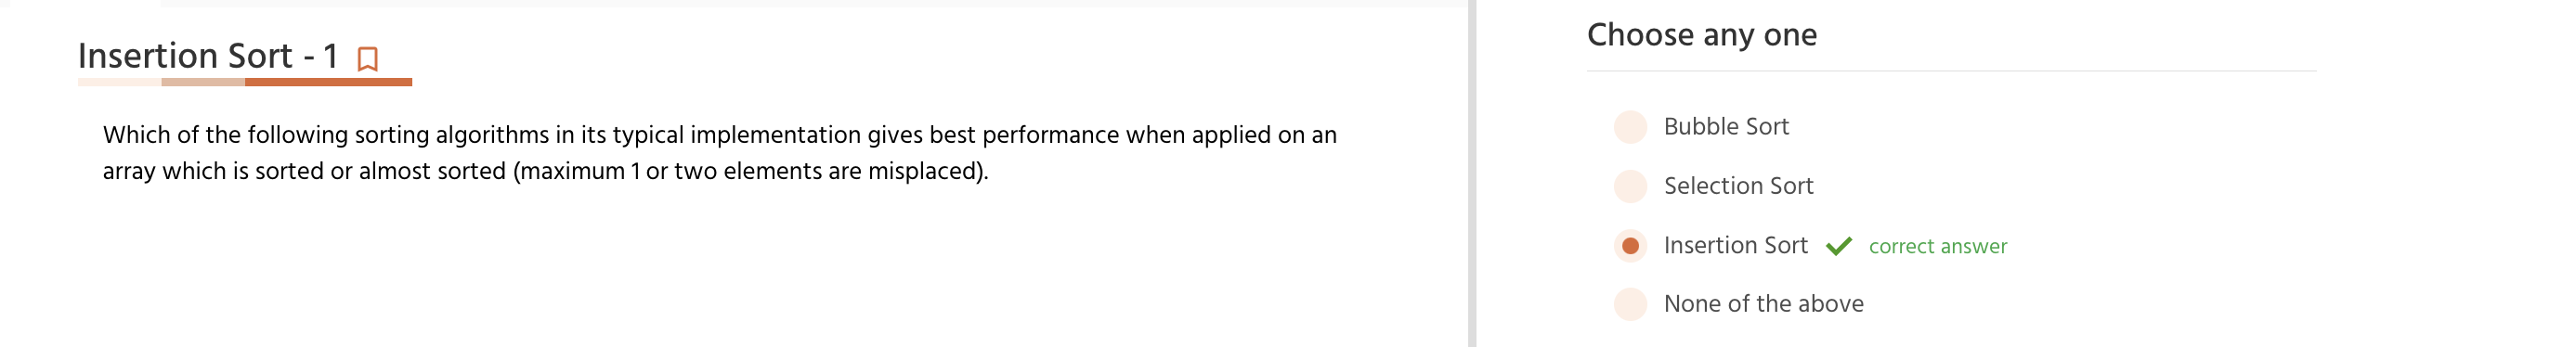 Insertion Sort - 1
Which of the following sorting algorithms in its typical implementation gives best performance when applied on an
array which is sorted or almost sorted (maximum 1 or two elements are misplaced).
Choose any one
Bubble Sort
Selection Sort
Insertion Sort correct answer
None of the above